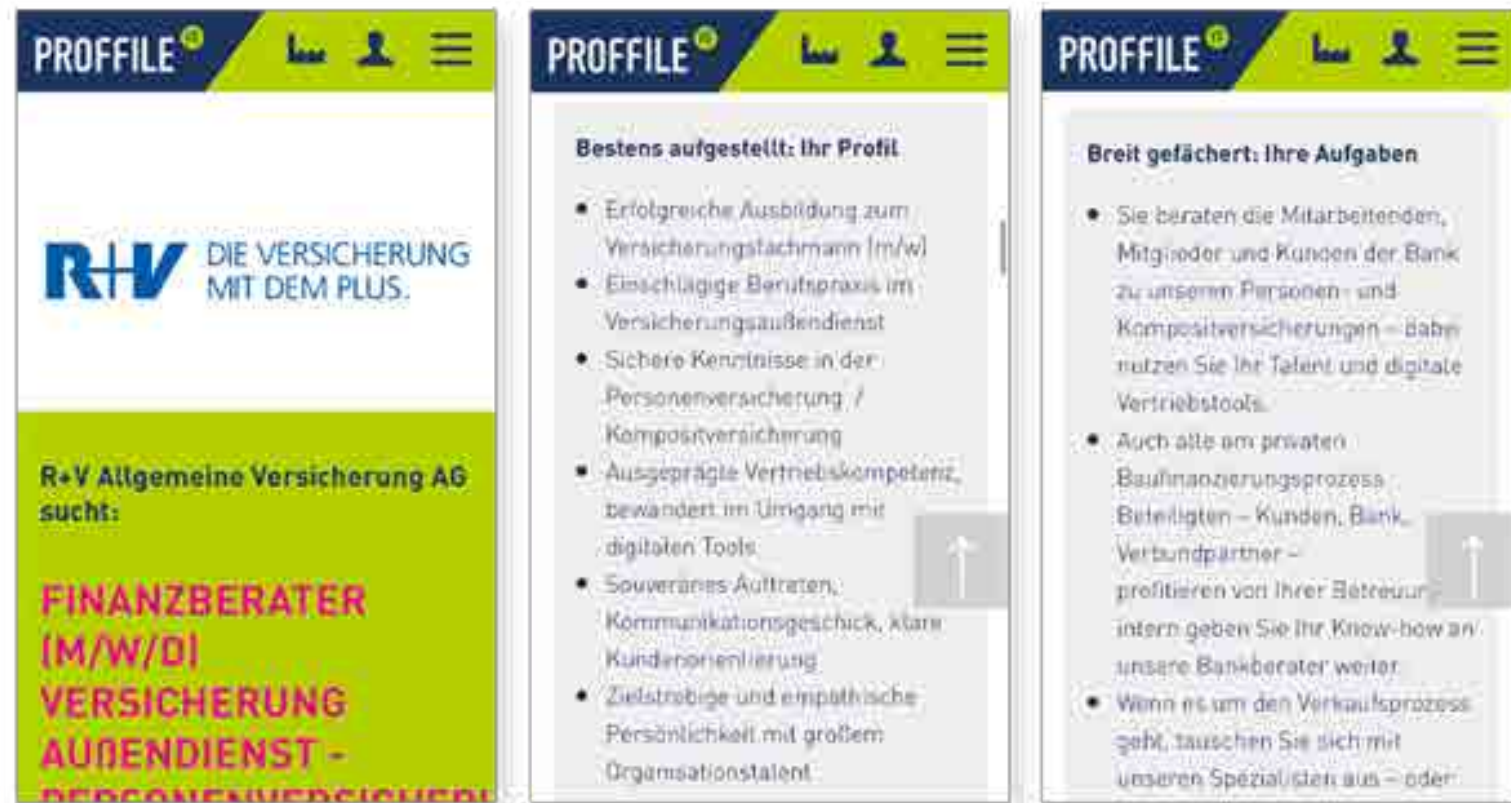 PROFFILE
R+V DIE VERSICHERUNG
MIT DEM PLUS.
R+V Allgemeine Versicherung AG
sucht:
FINANZBERATER
(M/W/D)
VERSICHERUNG
AUßENDIENST -
PERSONENVERSICHERU
PROFFILE
Bestens aufgestellt: Ihr Profil
• Erfolgreiche Ausbildung zum
Versicherungsfachmann (m/w)
• Einschlägige Berufspraxis im
Versicherungsaußendienst
• Sichere Kenntnisse in der
Personenversicherung /
Kompositversicherung
• Ausgeprägte Vertriebskompetenz,
bewandert im Umgang mit
digitalen Tools
• Souveränes Auftreten,
Kommunikationsgeschick, klare
Kundenorientierung
• Zielstrebige und empathische
Persönlichkeit mit großem
Organisationstalent
PROFFILE
Breit gefächert: Ihre Aufgaben
• Sie beraten die Mitarbeitenden,
Mitglieder und Kunden der Bank
zu unseren Personen- und
Kompositversicherungen – dabei
nutzen Sie Ihr Talent und digitale
Vertriebstools.
• Auch alle am privaten
Baufinanzierungsprozess
Beteiligten – Kunden, Bank,
Verbundpartner –
profitieren von Ihrer Betreuung
intern geben Sie Ihr Know-how an
unsere Bankberater weiter.
• Wenn es um den Verkaufsprozess
geht, tauschen Sie sich mit
unseren Spezialisten aus – oder